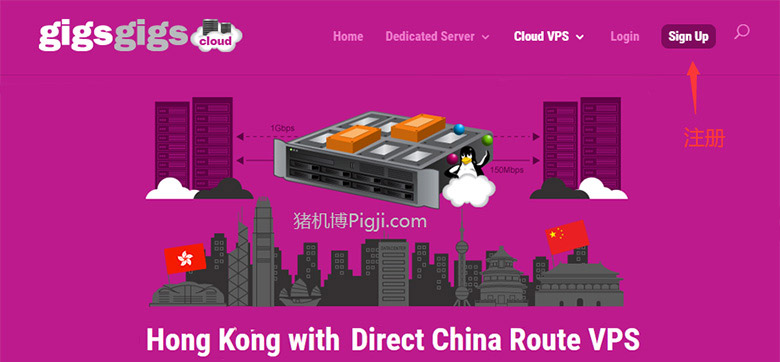 gigsgigs
cloud
Home Dedicated Server Cloud VPS Login Sign Up
注册
1Gbps
150Mbps
猪机博Pigji.com
Hong Kong with Direct China Route VPS